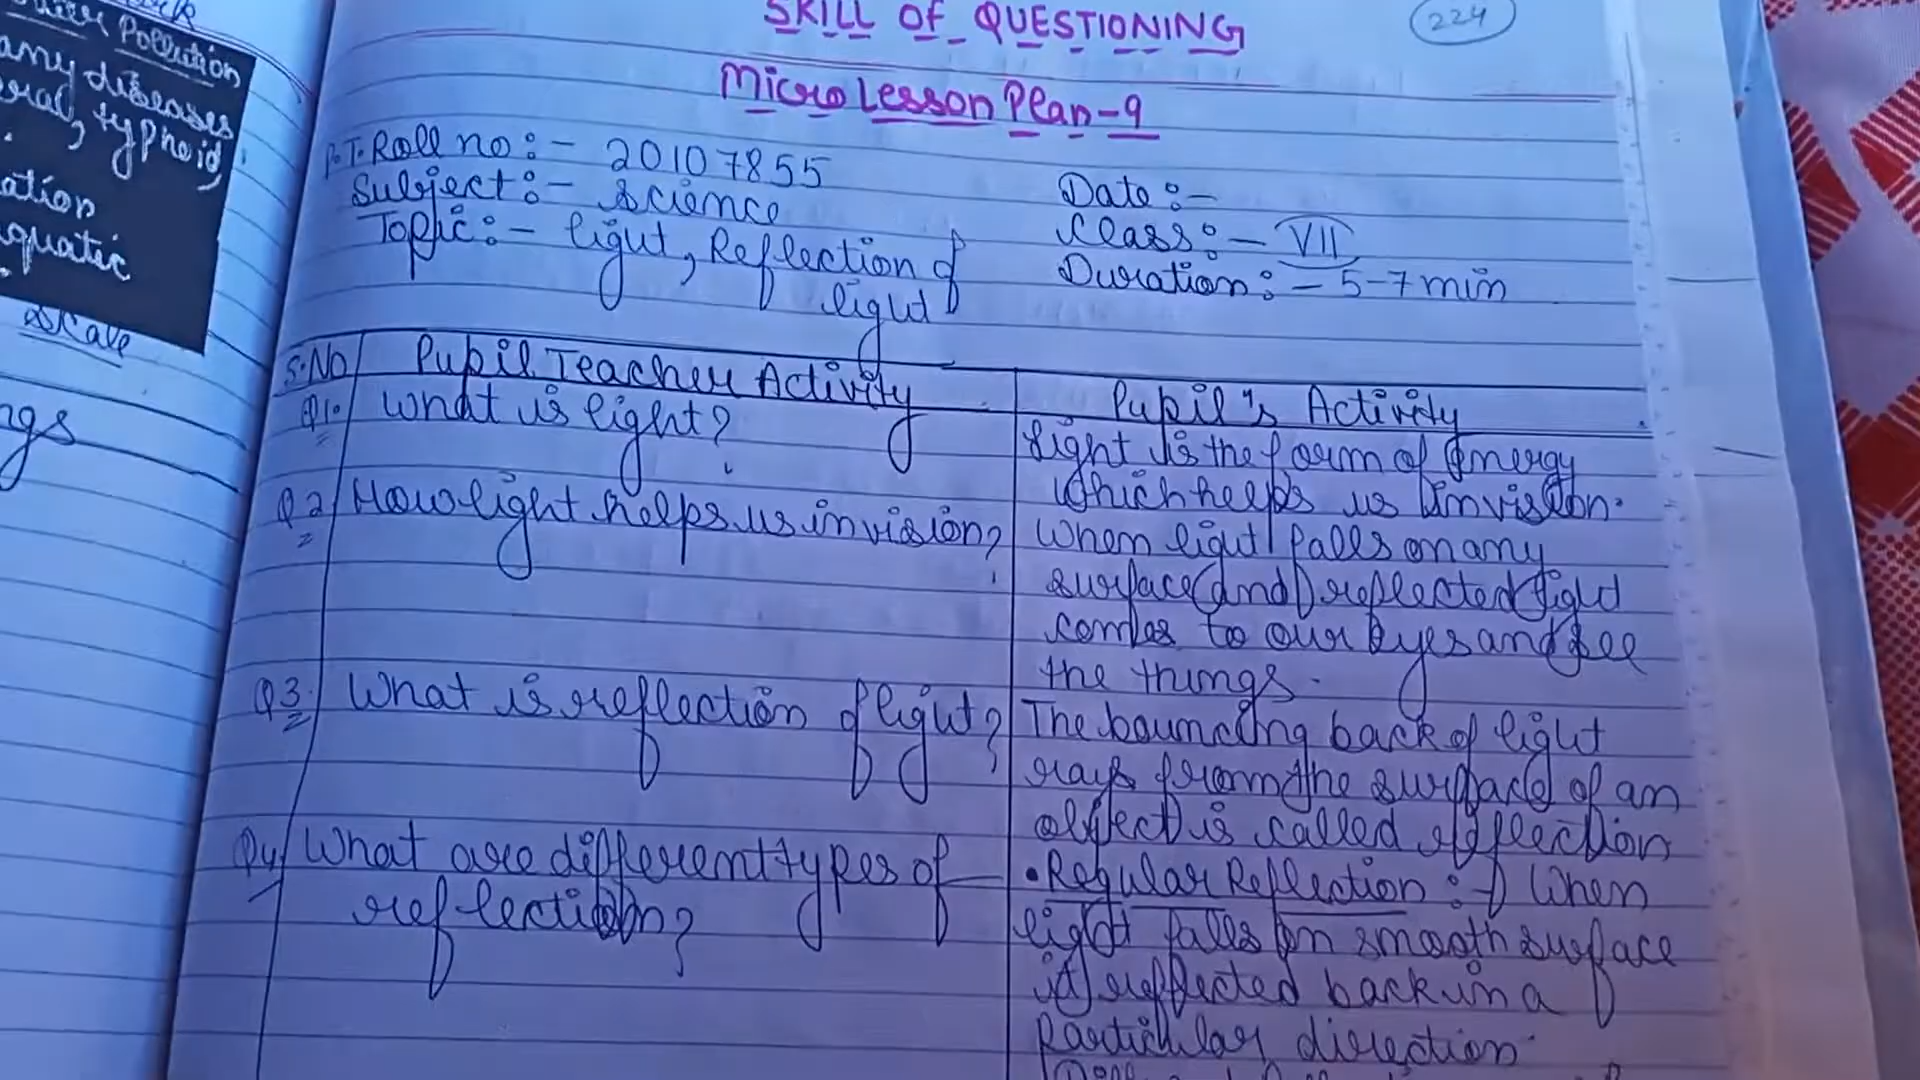 Pollution
any diseases
typhoid,
aquatic
Scale
ngs
SKILL OF QUESTIONING
224
Micro Lesson Plan-9
P.T. Roll no:- 20107855
Date:-
Subject:- Science
Class:- VII
Topic:- light, Reflection of
light
Duration:- 5-7 min
S.No Pupil Teacher Activity
Pupil's Activity
Q1. What is light?
Light is the form of energy
which helps us in vision.
Q2 How light helps us in vision?
When light falls on any
surface (and) reflected light
comes to our eyes and see
the things.
Q3. What is reflection of light?
The bouncing back of light
rays from the surface of an
object is called reflection
Q4 What are different types of
reflection?
• Regular Reflection:- When
light falls on smooth surface
it reflected back in a
particular direction